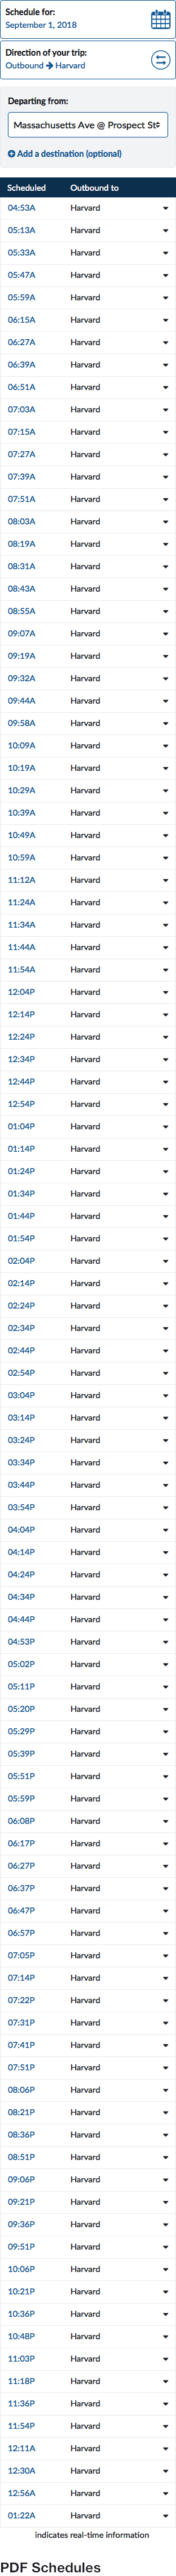 Schedule for:
September 1, 2018
Direction of your trip:
Outbound → Harvard
Departing from:
Massachusetts Ave @ Prospect St
Add a destination (optional)
Scheduled Outbound to
04:53A Harvard
05:13A Harvard
05:33A Harvard
05:47A Harvard
05:59A Harvard
06:15A Harvard
06:27A Harvard
06:39A Harvard
06:51A Harvard
07:03A Harvard
07:15A Harvard
07:27A Harvard
07:39A Harvard
07:51A Harvard
08:03A Harvard
08:19A Harvard
08:31A Harvard
08:43A Harvard
08:55A Harvard
09:07A Harvard
09:19A Harvard
09:32A Harvard
09:44A Harvard
09:58A Harvard
10:09A Harvard
10:19A Harvard
10:29A Harvard
10:39A Harvard
10:49A Harvard
10:59A Harvard
11:12A Harvard
11:24A Harvard
11:34A Harvard
11:44A Harvard
11:54A Harvard
12:04P Harvard
12:14P Harvard
12:24P Harvard
12:34P Harvard
12:44P Harvard
12:54P Harvard
01:04P Harvard
01:14P Harvard
01:24P Harvard
01:34P Harvard
01:44P Harvard
01:54P Harvard
02:04P Harvard
02:14P Harvard
02:24P Harvard
02:34P Harvard
02:44P Harvard
02:54P Harvard
03:04P Harvard
03:14P Harvard
03:24P Harvard
03:34P Harvard
03:44P Harvard
03:54P Harvard
04:04P Harvard
04:14P Harvard
04:24P Harvard
04:34P Harvard
04:44P Harvard
04:53P Harvard
05:02P Harvard
05:11P Harvard
05:20P Harvard
05:29P Harvard
05:39P Harvard
05:51P Harvard
05:59P Harvard
06:08P Harvard
06:17P Harvard
06:27P Harvard
06:37P Harvard
06:47P Harvard
06:57P Harvard
07:05P Harvard
07:14P Harvard
07:22P Harvard
07:31P Harvard
07:41P Harvard
07:51P Harvard
08:06P Harvard
08:21P Harvard
08:36P Harvard
08:51P Harvard
09:06P Harvard
09:21P Harvard
09:36P Harvard
09:51P Harvard
10:06P Harvard
10:21P Harvard
10:36P Harvard
10:48P Harvard
11:03P Harvard
11:18P Harvard
11:36P Harvard
11:54P Harvard
12:11A Harvard
12:30A Harvard
12:56A Harvard
01:22A Harvard
indicates real-time information
PDF Schedules